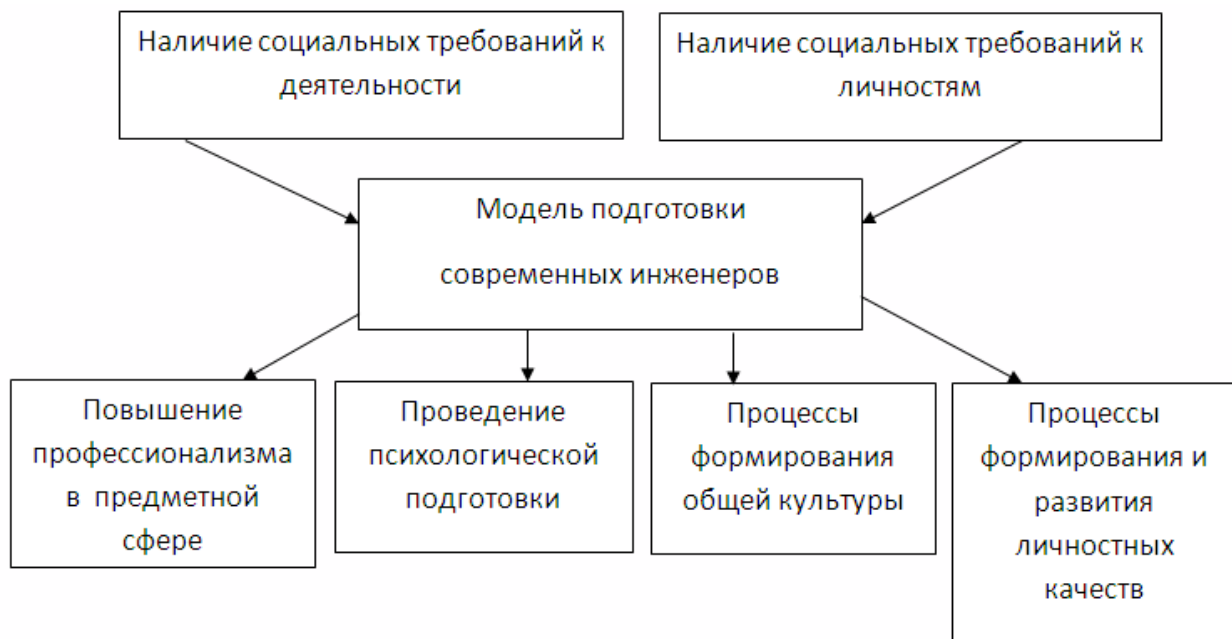 Наличие социальных требований к
деятельности
Наличие социальных требований к
личностям
Модель подготовки
современных инженеров
Повышение
профессионализма
в предметной
сфере
Проведение
психологической
подготовки
Процессы
формирования
общей культуры
Процессы
формирования и
развития
личностных
качеств